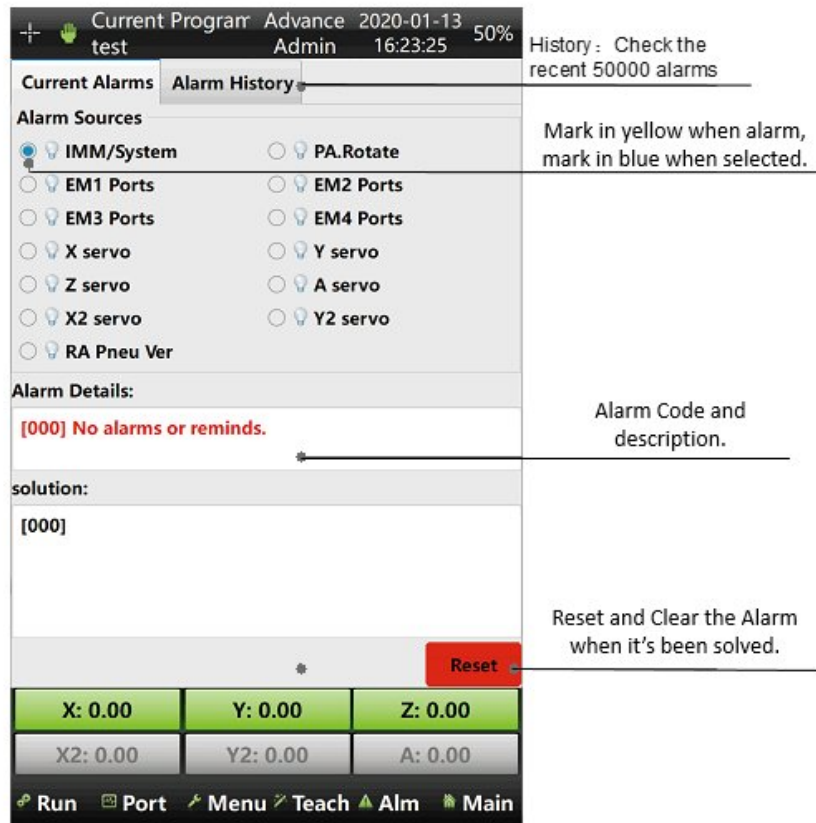 Current Program Advance 2020-01-13 50%
test Admin 16:23:25
History：Check the
recent 50000 alarms
Current Alarms Alarm History
Alarm Sources
Mark in yellow when alarm,
mark in blue when selected.
IMM/System PA.Rotate
EM1 Ports EM2 Ports
EM3 Ports EM4 Ports
X servo Y servo
Z servo A servo
X2 servo Y2 servo
RA Pneu Ver
Alarm Details:
[000] No alarms or reminds.
Alarm Code and
description.
solution:
[000]
Reset and Clear the Alarm
when it's been solved.
Reset
X: 0.00 Y: 0.00 Z: 0.00
X2: 0.00 Y2: 0.00 A: 0.00
Run Port Menu Teach Alm Main